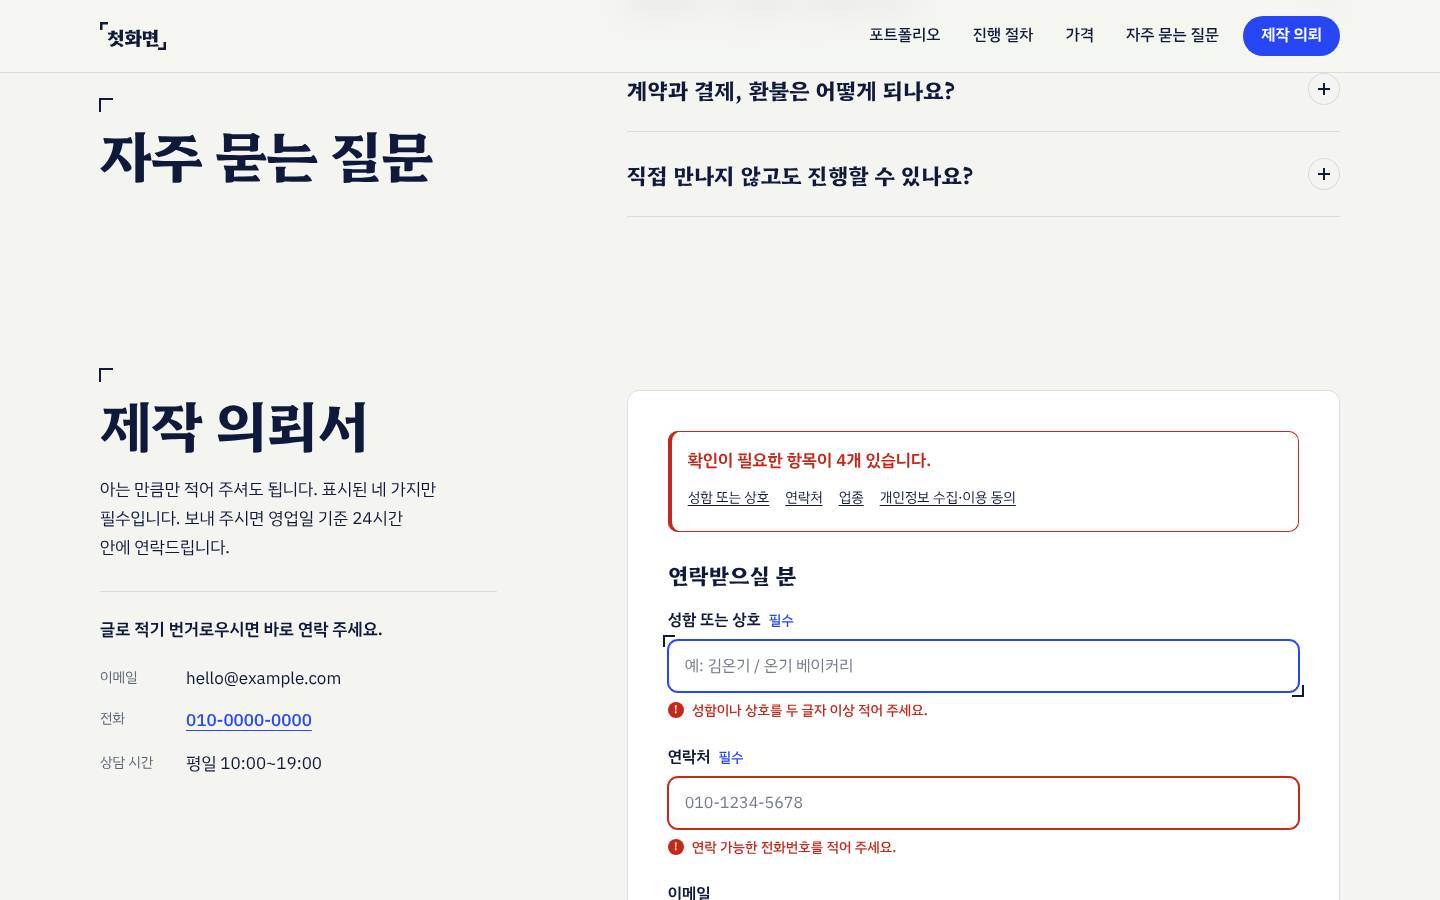 첫화면
포트폴리오
진행 절차
가격
자주 묻는 질문
제작 의뢰
자주 묻는 질문
계약과 결제, 환불은 어떻게 되나요?
직접 만나지 않고도 진행할 수 있나요?
제작 의뢰서
아는 만큼만 적어 주셔도 됩니다. 표시된 네 가지만
필수입니다. 보내 주시면 영업일 기준 24시간
안에 연락드립니다.
글로 적기 번거로우시면 바로 연락 주세요.
이메일 hello@example.com
전화 010-0000-0000
상담 시간 평일 10:00~19:00
확인이 필요한 항목이 4개 있습니다.
성함 또는 상호 연락처 업종 개인정보 수집·이용 동의
연락받으실 분
성함 또는 상호 필수
예: 김온기 / 온기 베이커리
! 성함이나 상호를 두 글자 이상 적어 주세요.
연락처 필수
010-1234-5678
! 연락 가능한 전화번호를 적어 주세요.
이메일